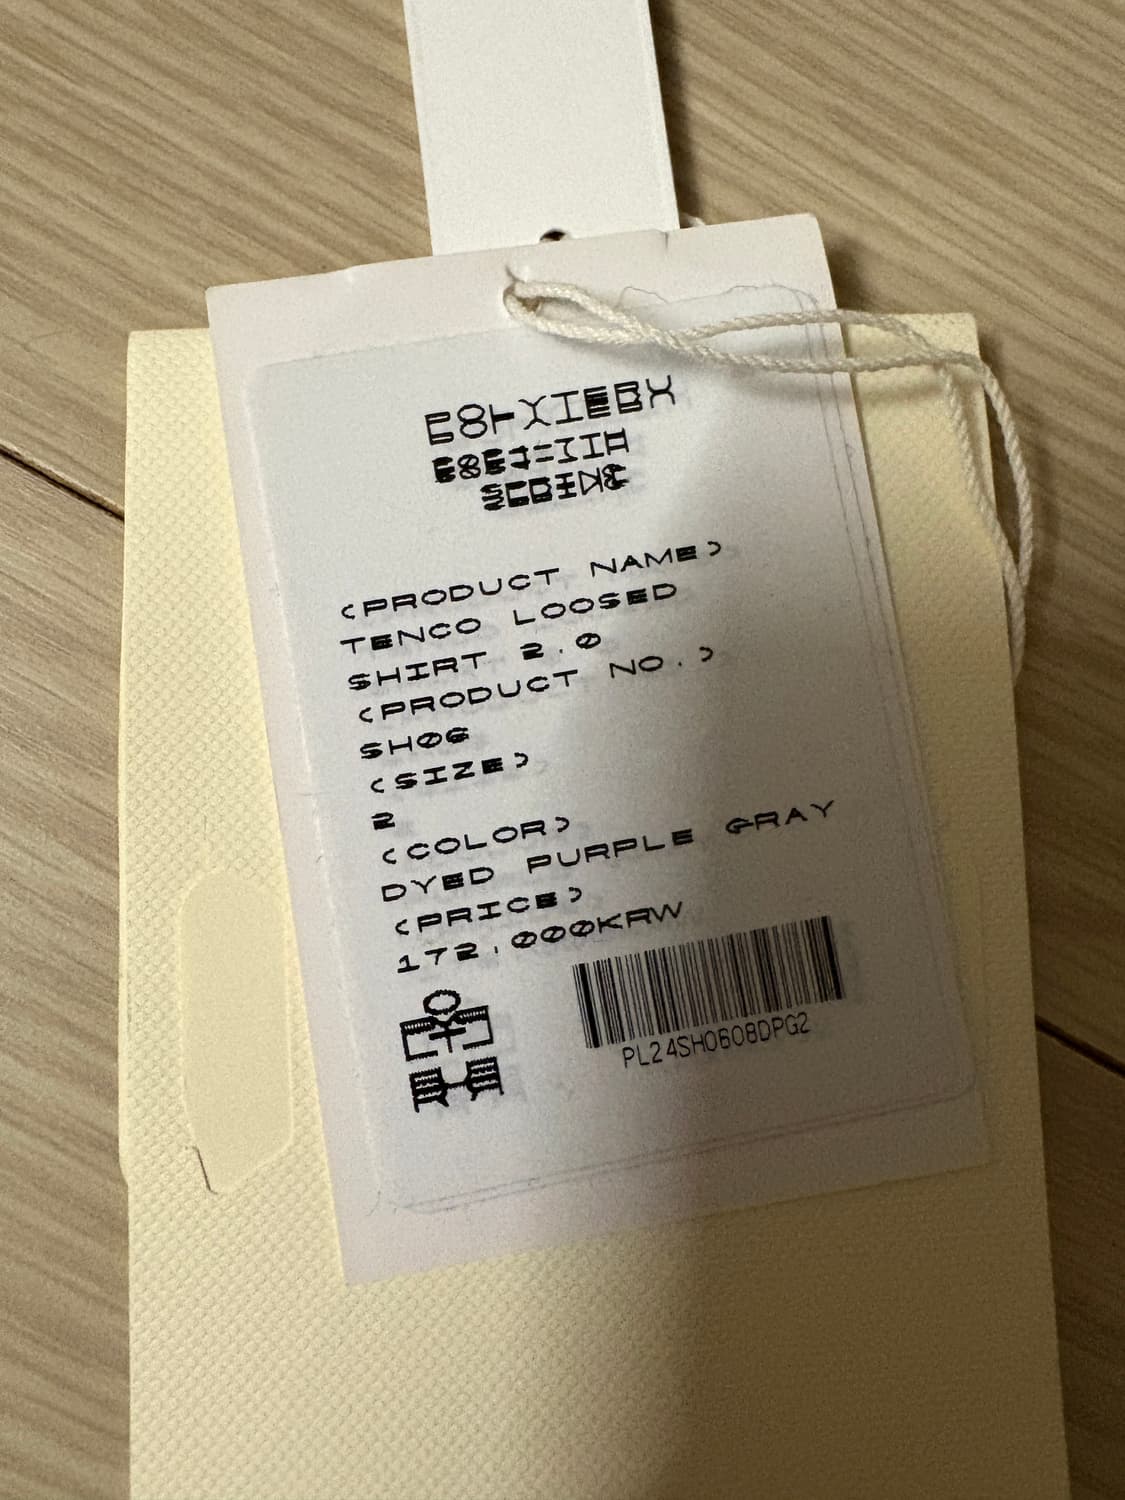 <PRODUCT NAME>
TENCO LOOSED
SHIRT 2.0
<PRODUCT NO.>
SH06
<SIZE>
2
<COLOR>
DYED PURPLE GRAY
<PRICE>
172,000KRW
PL24SH0608DPG2